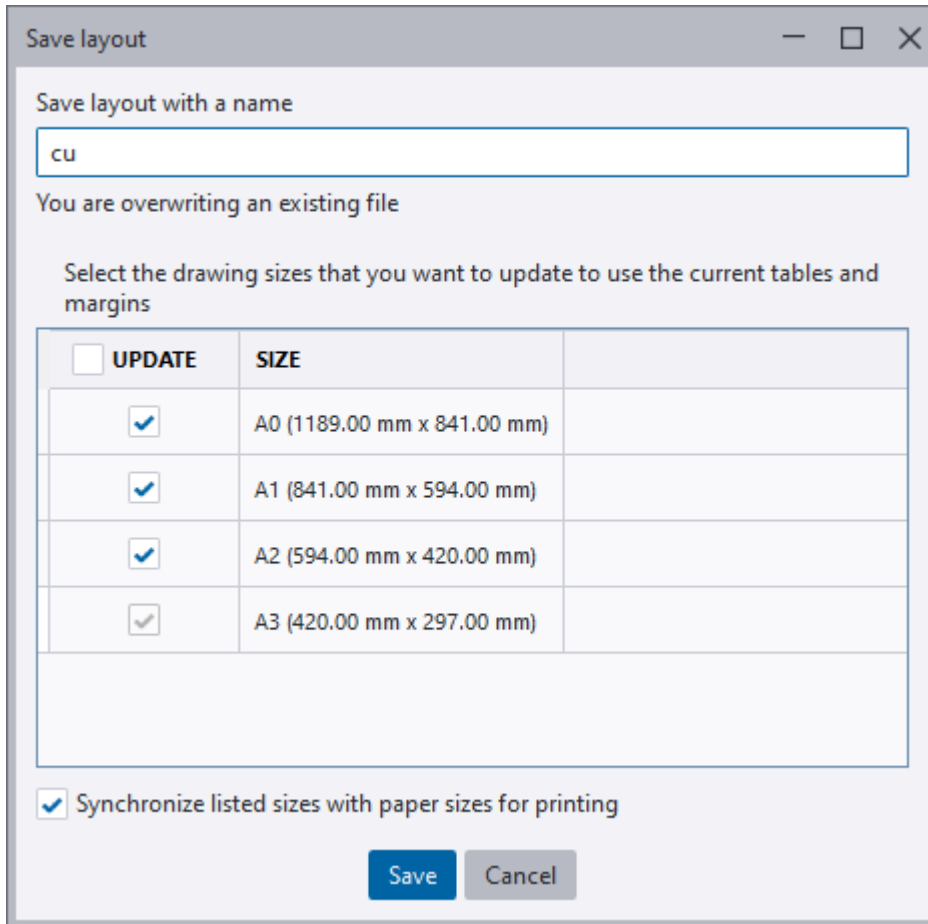 Save layout
Save layout with a name
cu
You are overwriting an existing file
Select the drawing sizes that you want to update to use the current tables and
margins
UPDATE SIZE
A0 (1189.00 mm x 841.00 mm)
A1 (841.00 mm x 594.00 mm)
A2 (594.00 mm x 420.00 mm)
A3 (420.00 mm x 297.00 mm)
Synchronize listed sizes with paper sizes for printing
Save Cancel